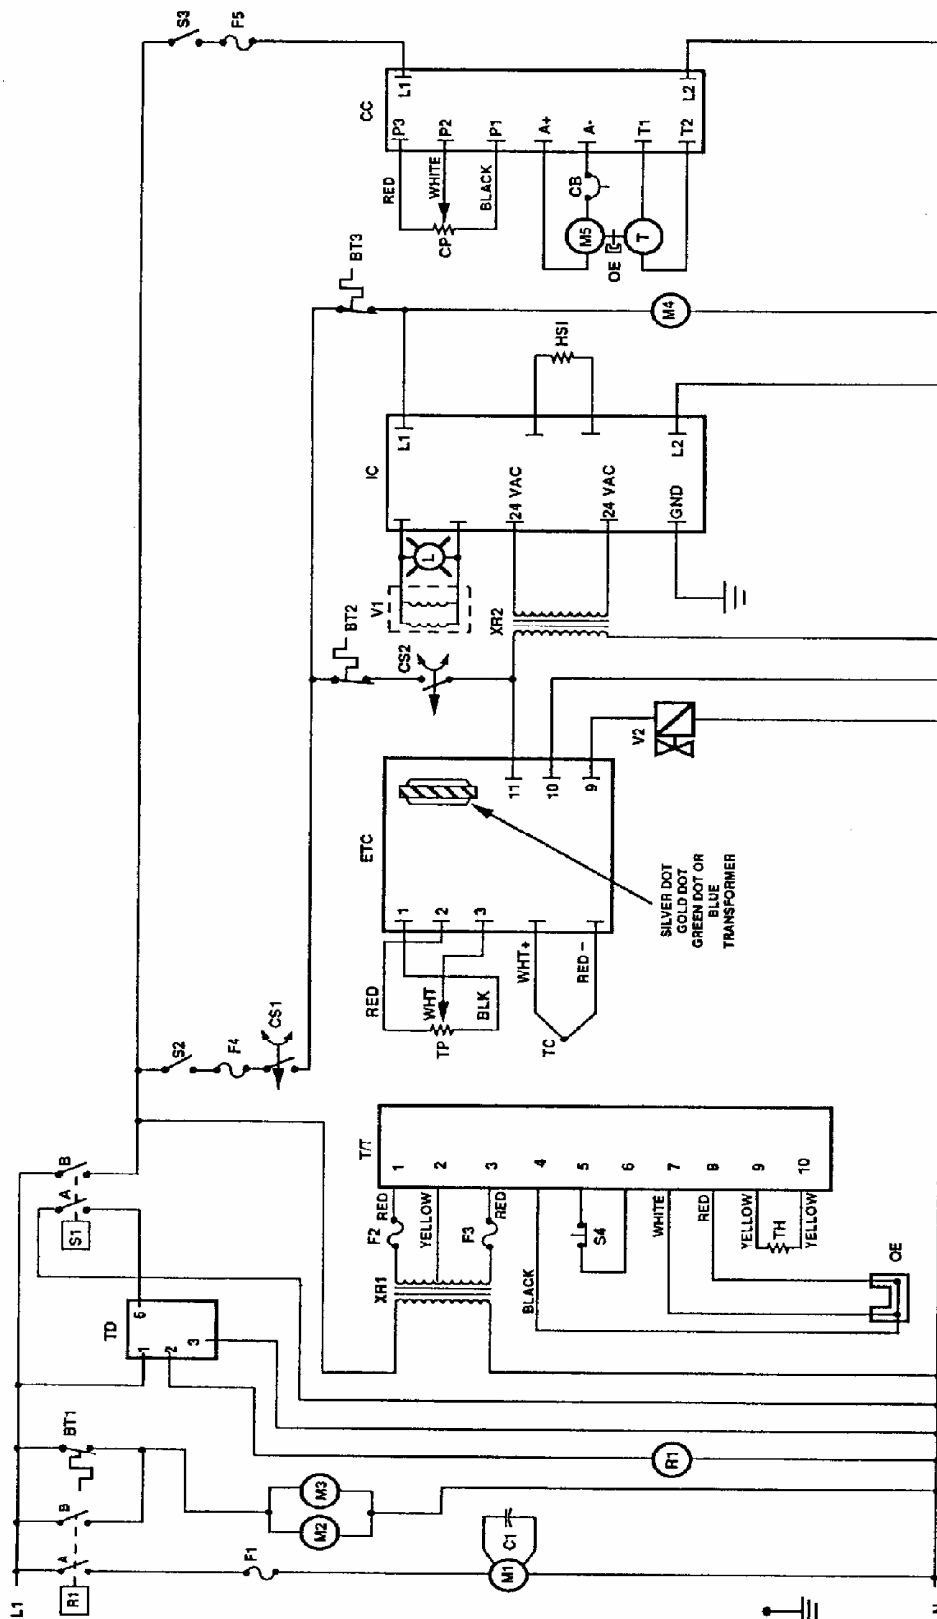 L1
R1
A
B
BT1
F1
M1
C1
M2
M3
R1
TD
1
2
3
6
S1
A
B
XR1
F2
F3
RED
YELLOW
RED
BLACK
S4
WHITE
RED
YELLOW
TH
YELLOW
OE
T/T
1
2
3
4
5
6
7
8
9
10
S2
F4
CS1
RED
WHT
BLK
TP
WHT+
RED -
TC
ETC
1
2
3
11
10
9
SILVER DOT
GOLD DOT
GREEN DOT OR
BLUE
TRANSFORMER
V2
BT2
CS2
V1
L
XR2
IC
L1
24 VAC
24 VAC
GND
L2
HSI
BT3
M4
S3
F5
CC
L1
P3
P2
P1
A+
A-
T1
T2
L2
RED
WHITE
BLACK
CP
CB
M5
OE
T